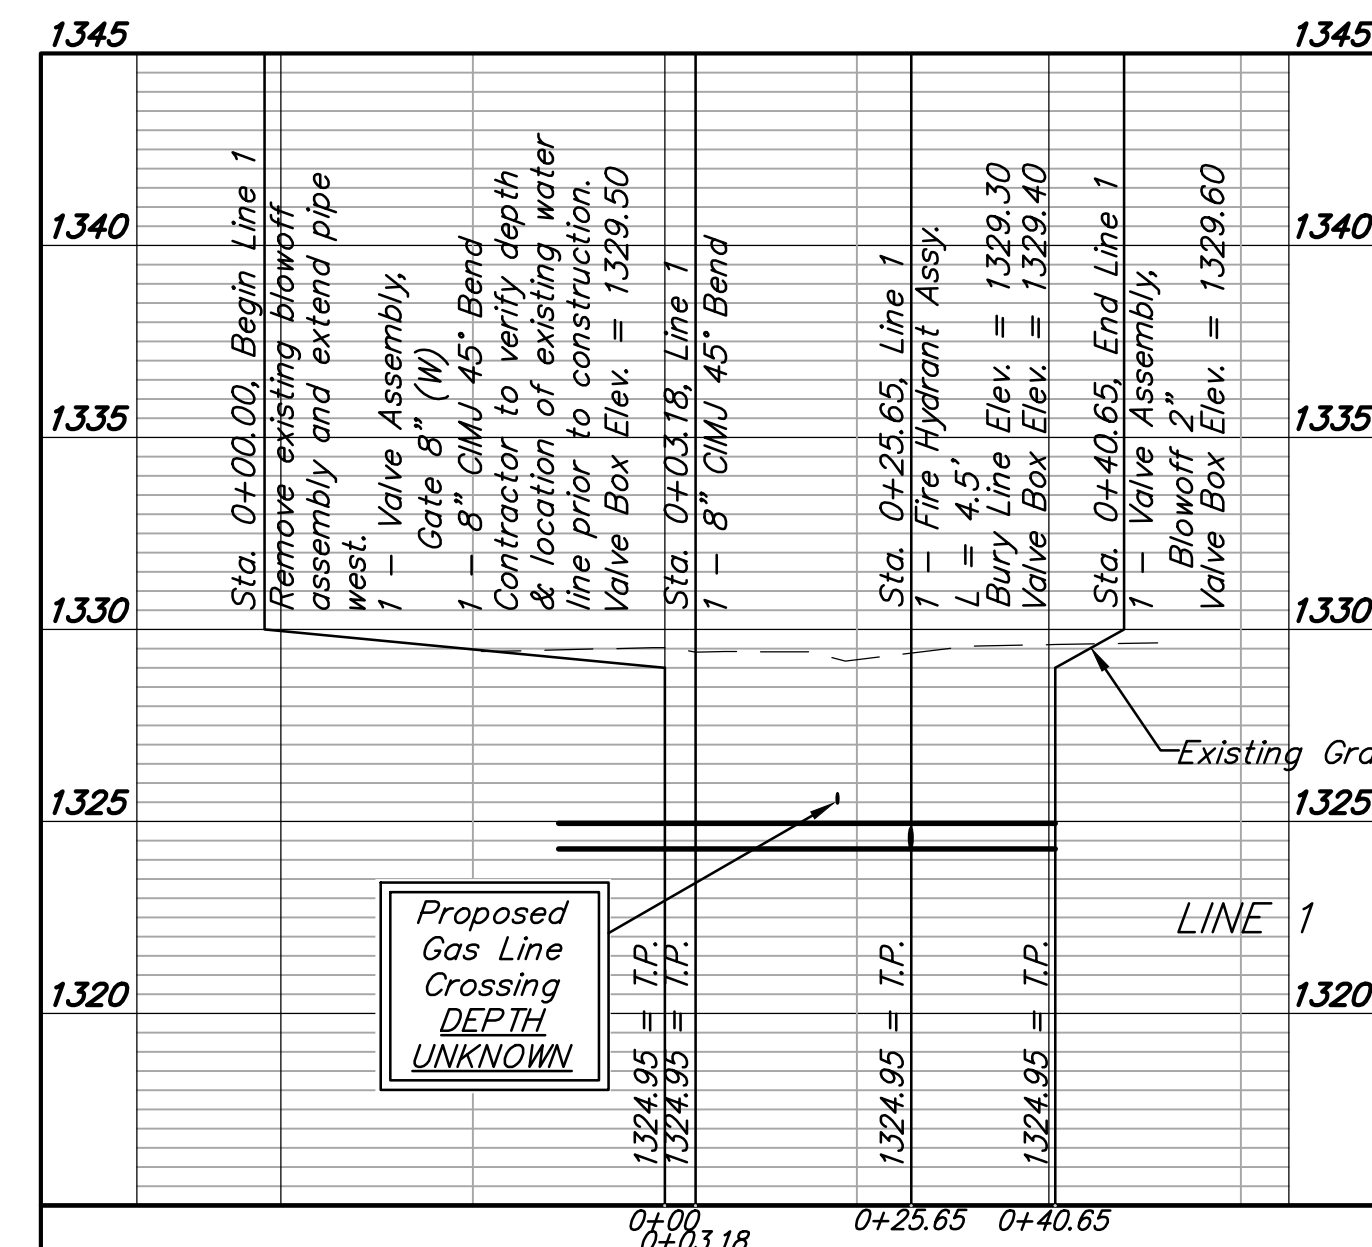 1345
1345
1340
1340
1335
1335
1330
1330
1325
1325
1320
1320
Sta. 0+00.00, Begin Line 1
Remove existing blowoff
assembly and extend pipe
west.
1 - Valve Assembly,
Gate 8" (W)
1 - 8" CIMJ 45° Bend
Contractor to verify depth
& location of existing water
line prior to construction.
Valve Box Elev. = 1329.50
Sta. 0+03.18, Line 1
1 - 8" CIMJ 45° Bend
Sta. 0+25.65, Line 1
1 - Fire Hydrant Assy.
L = 4.5'
Bury Line Elev. = 1329.30
Valve Box Elev. = 1329.40
Sta. 0+40.65, End Line 1
1 - Valve Assembly,
Blowoff 2"
Valve Box Elev. = 1329.60
Existing Gra
Proposed
Gas Line
Crossing
DEPTH
UNKNOWN
LINE 1
1324.95 = T.P.
1324.95 = T.P.
1324.95 = T.P.
1324.95 = T.P.
0+00
0+03.18
0+25.65
0+40.65